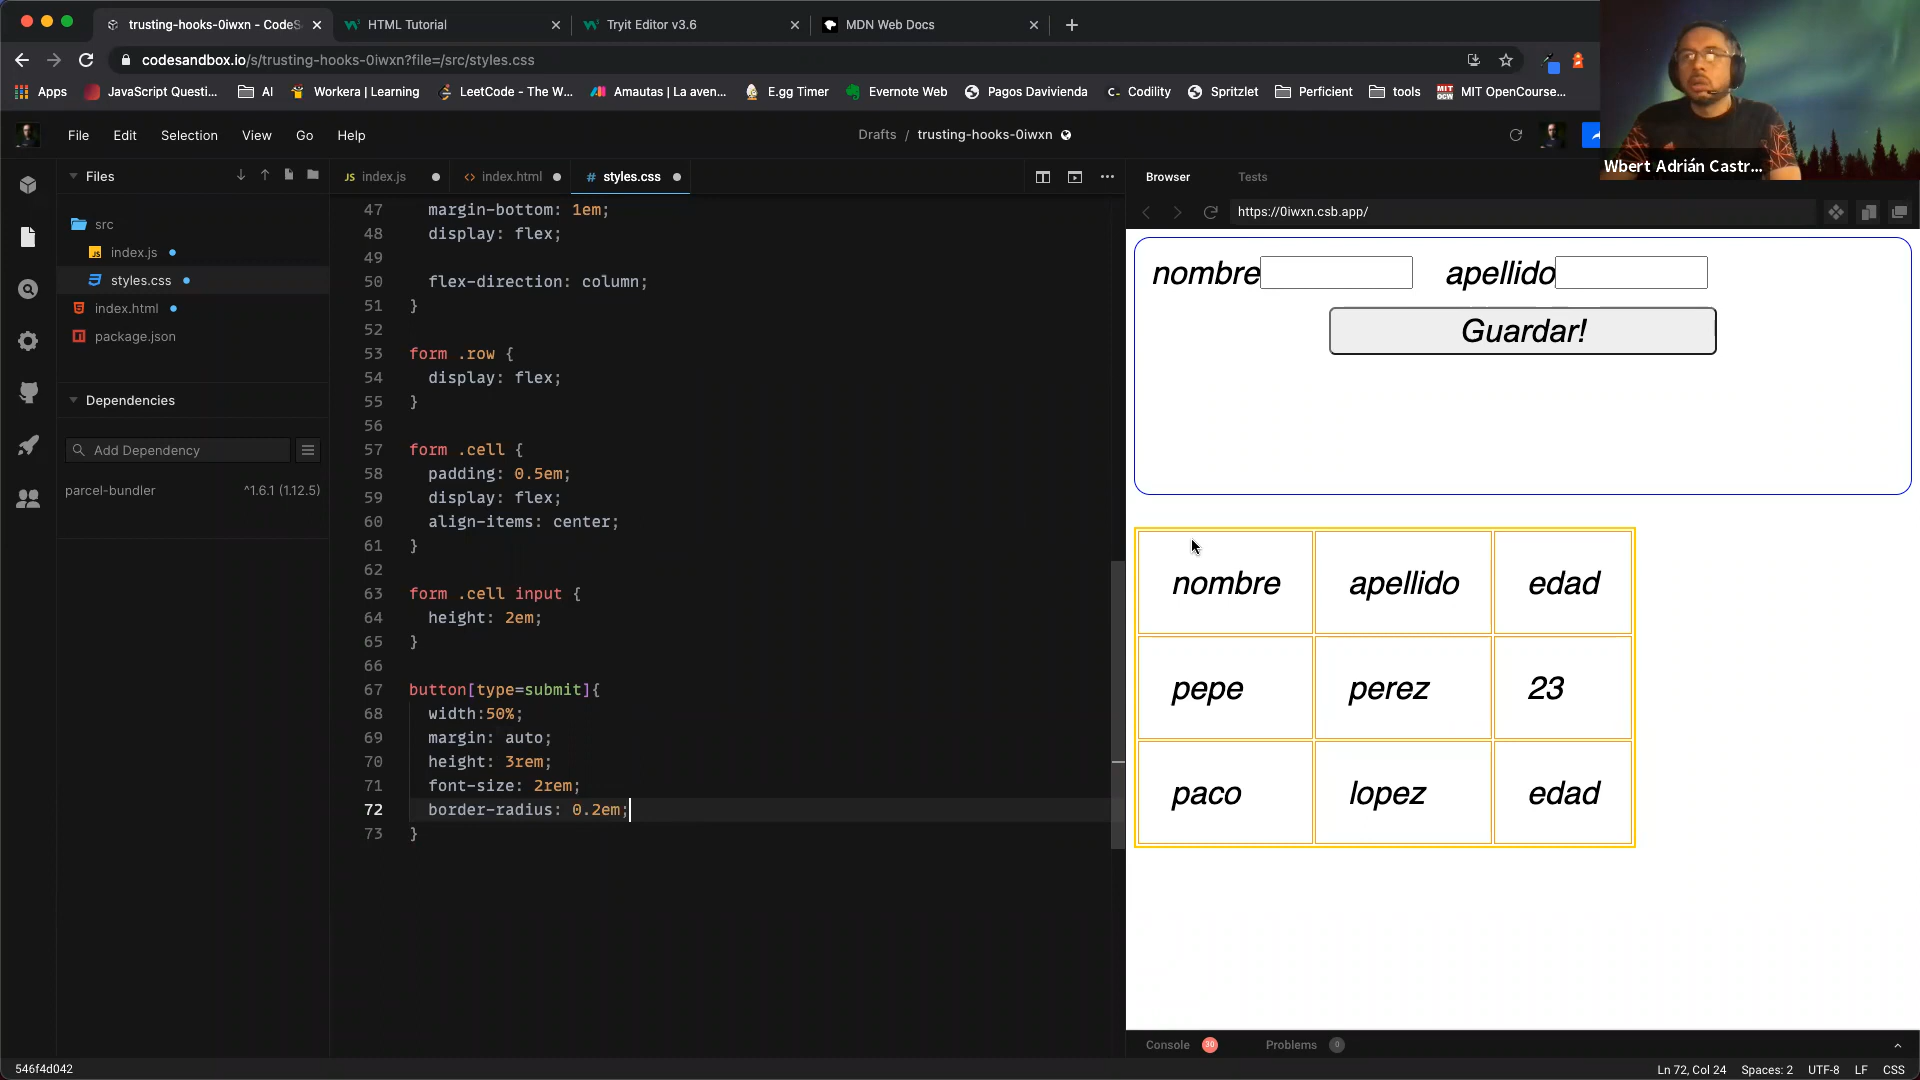 trusting-hooks-0iwxn - CodeS
HTML Tutorial
Tryit Editor v3.6
MDN Web Docs
codesandbox.io/s/trusting-hooks-0iwxn?file=/src/styles.css
Apps
JavaScript Questi...
AI
Workera | Learning
LeetCode - The W...
Amautas | La aven...
E.gg Timer
Evernote Web
Pagos Davivienda
Codility
Spritzlet
Perficient
tools
MIT OpenCourse...
Wbert Adrián Castr...
File Edit Selection View Go Help
Drafts / trusting-hooks-0iwxn
Files
src
index.js
styles.css
index.html
package.json
Dependencies
Add Dependency
parcel-bundler ^1.6.1 (1.12.5)
JS index.js
<> index.html
# styles.css
47 margin-bottom: 1em;
48 display: flex;
49
50 flex-direction: column;
51 }
52
53 form .row {
54 display: flex;
55 }
56
57 form .cell {
58 padding: 0.5em;
59 display: flex;
60 align-items: center;
61 }
62
63 form .cell input {
64 height: 2em;
65 }
66
67 button[type=submit]{
68 width:50%;
69 margin: auto;
70 height: 3rem;
71 font-size: 2rem;
72 border-radius: 0.2em;
73 }
Browser Tests
https://0iwxn.csb.app/
nombre apellido
Guardar!
nombre apellido edad
pepe perez 23
paco lopez edad
Console 30 Problems 0
546f4d042
Ln 72, Col 24 Spaces: 2 UTF-8 LF CSS